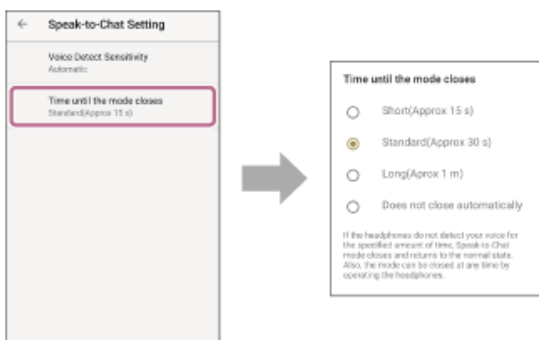 Speak-to-Chat Setting
Voice Detect Sensitivity
Automatic
Time until the mode closes
Standard(Approx 15 s)
Time until the mode closes
Short(Approx 15 s)
Standard(Approx 30 s)
Long(Aprox 1 m)
Does not close automatically
If the headphones do not detect your voice for
the specified amount of time, Speak-to-Chat
mode closes and returns to the normal state.
Also, the mode can be closed at any time by
operating the headphones.